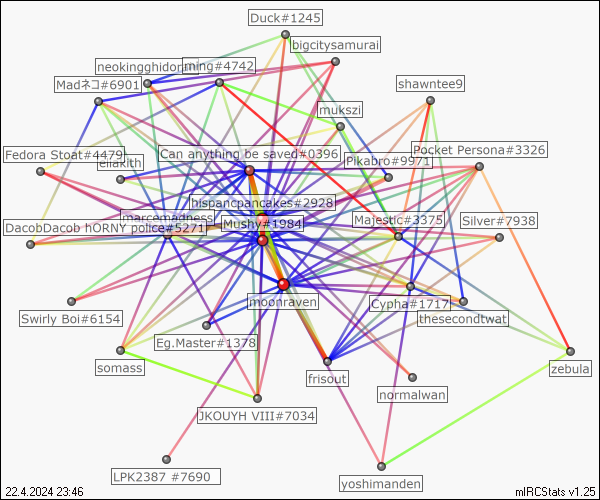 Duck#1245
bigcitysamurai
neokingghidorah
ming#4742
Madネコ#6901
shawntee9
mukszi
Fedora Stoat#4479
enakith
Can anything be saved#0396
Pikabro#9971
Pocket Persona#3326
hispancpancakes#2928
marcemadness
DacobDacob hORNY police#5271
Mushy#1984
Majestic#3375
Silver#7938
moonraven
Cypha#1717
Swirly Boi#6154
thesecondtwat
Eg.Master#1378
somass
frisout
zebula
normalwan
JKOUYH VIII#7034
LPK2387 #7690
yoshimanden
22.4.2024 23:46
mIRCStats v1.25